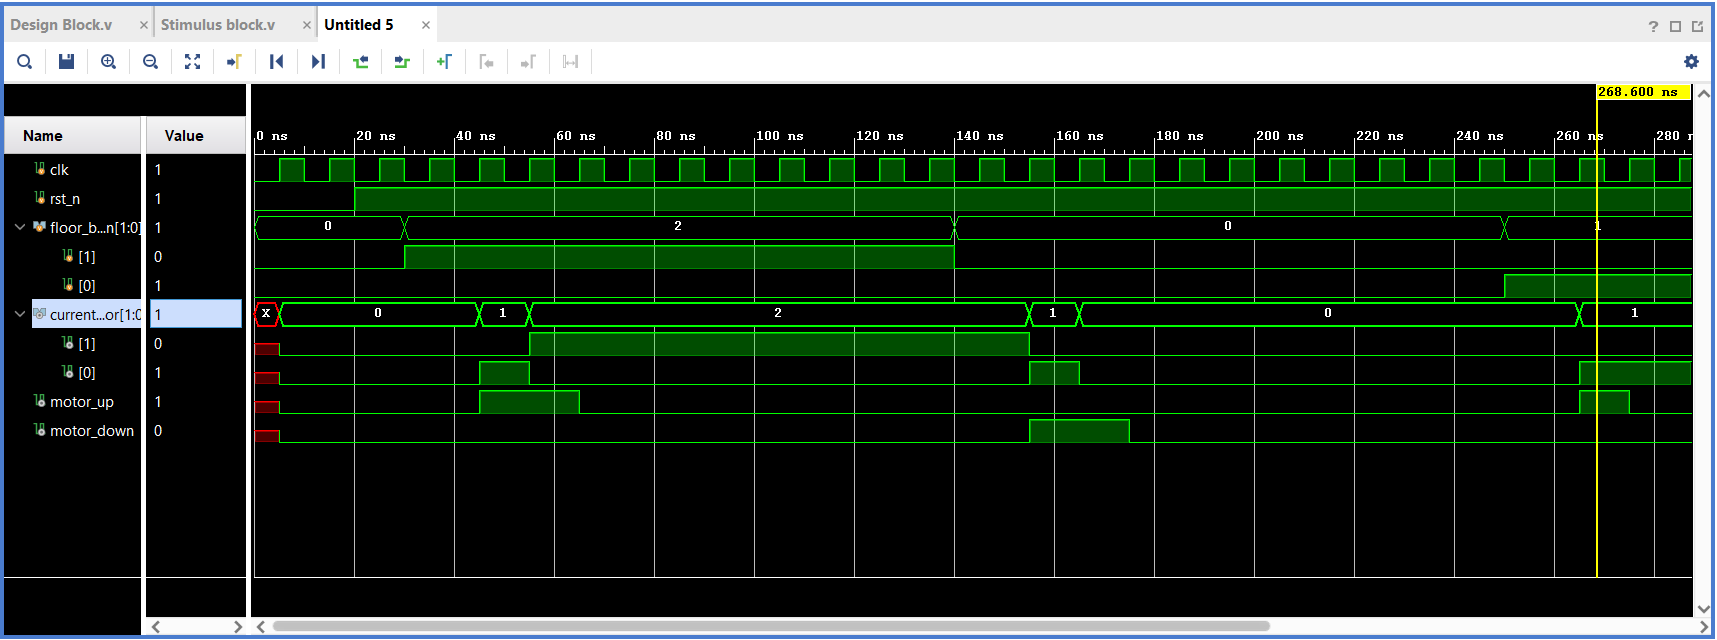 Design Block.v × Stimulus block.v × Untitled 5 × ?
268.600 ns
Name Value 0 ns 20 ns 40 ns 60 ns 80 ns 100 ns 120 ns 140 ns 160 ns 180 ns 200 ns 220 ns 240 ns 260 ns 280 n
clk 1
rst_n 1
floor_b...n[1:0] 1 0 2 0 1
[1] 0
[0] 1
current...or[1:0 1 X 0 1 2 1 0 1
[1] 0
[0] 1
motor_up 1
motor_down 0